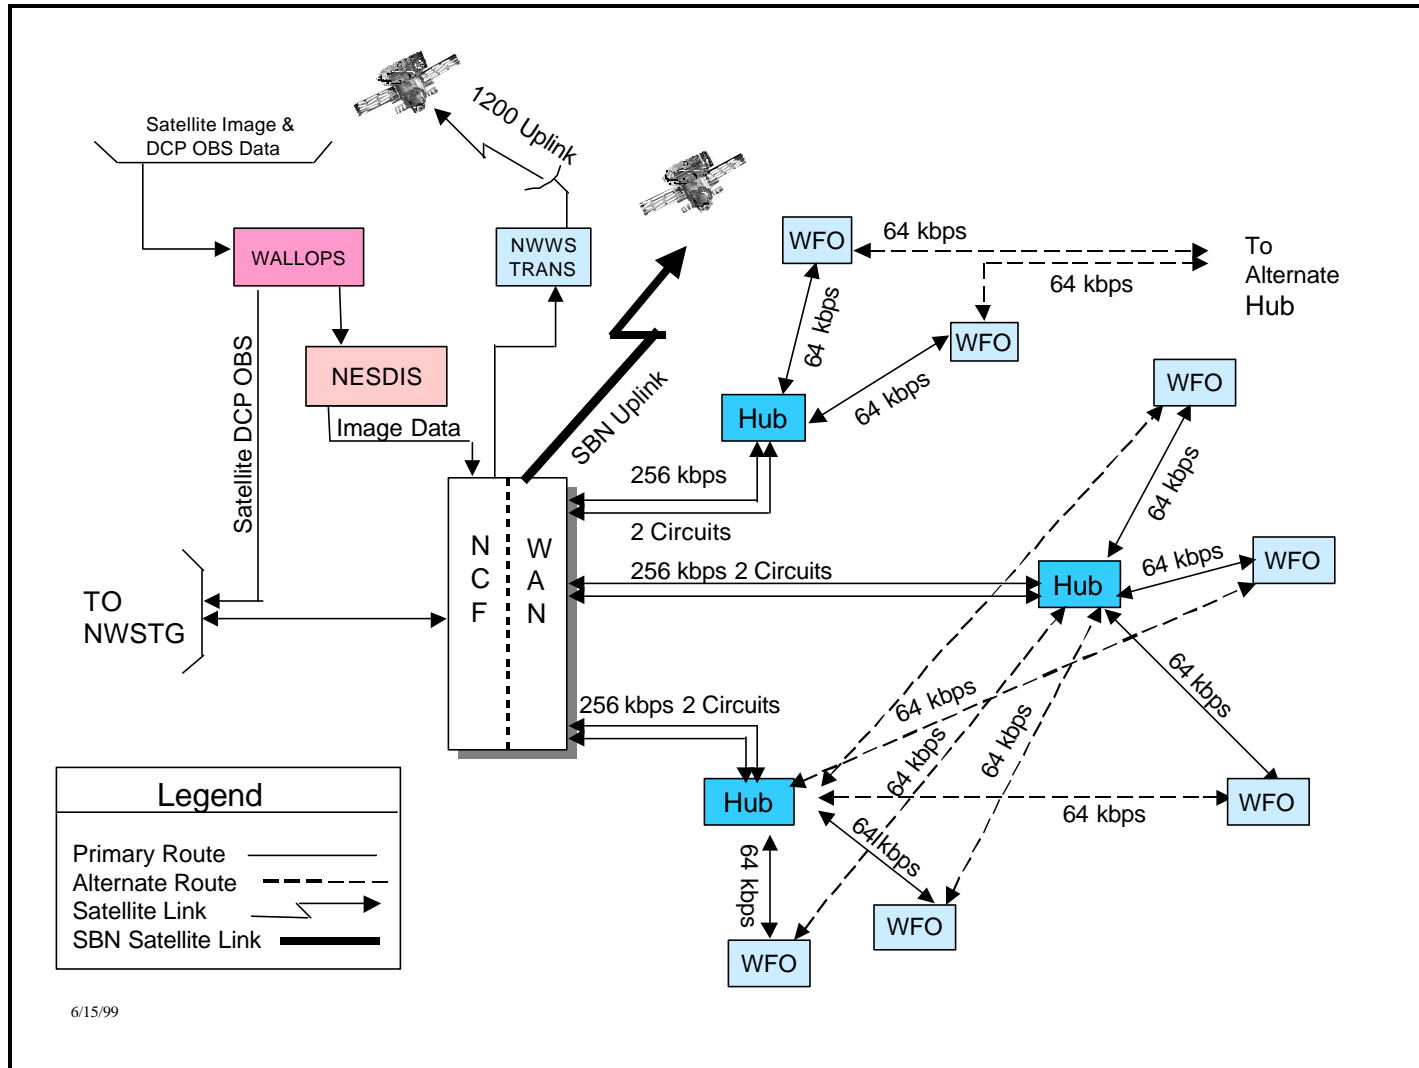 Satellite Image &
DCP OBS Data
1200 Uplink
WALLOPS
NWWS
TRANS
NESDIS
Image Data
Satellite DCP OBS
SBN Uplink
WFO
64 kbps
64 kbps
To
Alternate
Hub
64 kbps
WFO
64 kbps
Hub
WFO
256 kbps
2 Circuits
64 kbps
N
C
F
W
A
N
256 kbps 2 Circuits
Hub
64 kbps
WFO
TO
NWSTG
64 kbps
64 kbps
256 kbps 2 Circuits
64 kbps
64 kbps
Hub
64 kbps
WFO
64lkbps
64 kbps
WFO
WFO
Legend
Primary Route
Alternate Route
Satellite Link
SBN Satellite Link
6/15/99